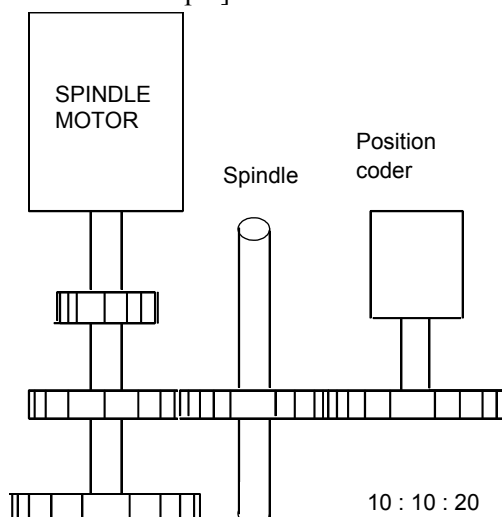 SPINDLE
MOTOR
Position
coder
Spindle
10 : 10 : 20